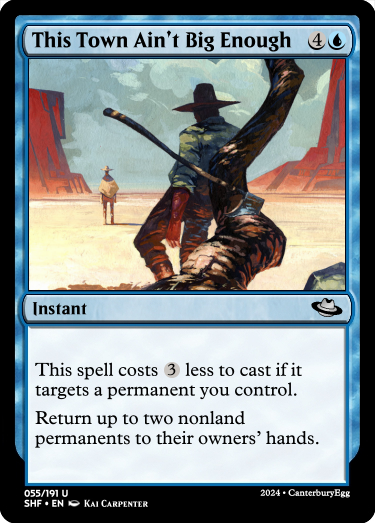 This Town Ain't Big Enough 4
Instant
This spell costs 3 less to cast if it
targets a permanent you control.
Return up to two nonland
permanents to their owners' hands.
055/191 U
2024 • CanterburyEgg
SHF • EN Kai Carpenter